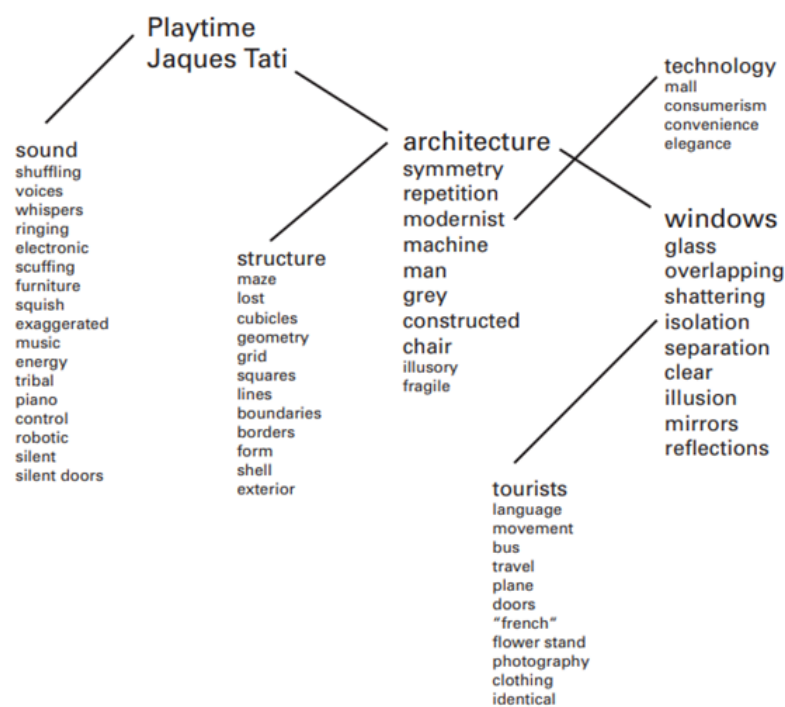 Playtime
Jaques Tati
sound
shuffling
voices
whispers
ringing
electronic
scuffing
furniture
squish
exaggerated
music
energy
tribal
piano
control
robotic
silent
silent doors
structure
maze
lost
cubicles
geometry
grid
squares
lines
boundaries
borders
form
shell
exterior
architecture
symmetry
repetition
modernist
machine
man
grey
constructed
chair
illusory
fragile
technology
mall
consumerism
convenience
elegance
windows
glass
overlapping
shattering
isolation
separation
clear
illusion
mirrors
reflections
tourists
language
movement
bus
travel
plane
doors
“french“
flower stand
photography
clothing
identical